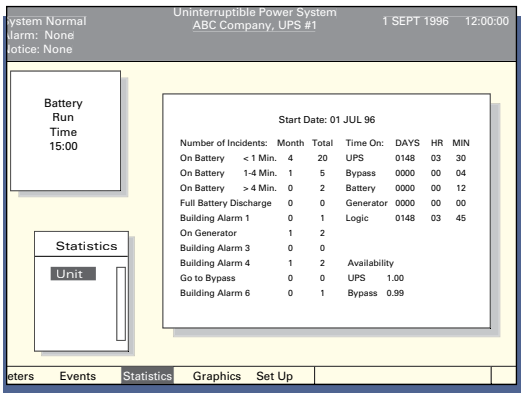 Uninterruptible Power System
ystem Normal ABC Company, UPS #1 1 SEPT 1996 12:00:00
larm: None
otice: None
Battery
Run
Time
15:00
Start Date: 01 JUL 96
Number of Incidents: Month Total Time On: DAYS HR MIN
On Battery < 1 Min. 4 20 UPS 0148 03 30
On Battery 1-4 Min. 1 5 Bypass 0000 00 04
On Battery > 4 Min. 0 2 Battery 0000 00 12
Full Battery Discharge 0 0 Generator 0000 00 00
Building Alarm 1 0 1 Logic 0148 03 45
On Generator 1 2
Building Alarm 3 0 0
Building Alarm 4 1 2 Availability
Go to Bypass 0 0 UPS 1.00
Building Alarm 6 0 1 Bypass 0.99
Statistics
Unit
eters Events Statistics Graphics Set Up